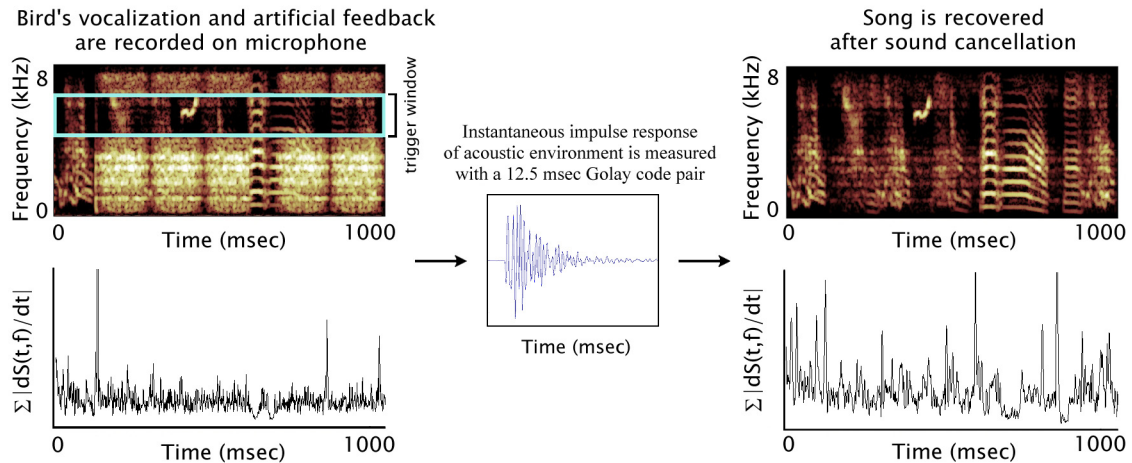 Bird's vocalization and artificial feedback
are recorded on microphone
Frequency (kHz)
8
0
trigger window
0
Time (msec)
1000
Σ |dS(t,f)/dt|
0
Time (msec)
1000
Instantaneous impulse response
of acoustic environment is measured
with a 12.5 msec Golay code pair
Time (msec)
Song is recovered
after sound cancellation
Frequency (kHz)
8
0
0
Time (msec)
1000
Σ |dS(t,f)/dt|
0
Time (msec)
1000